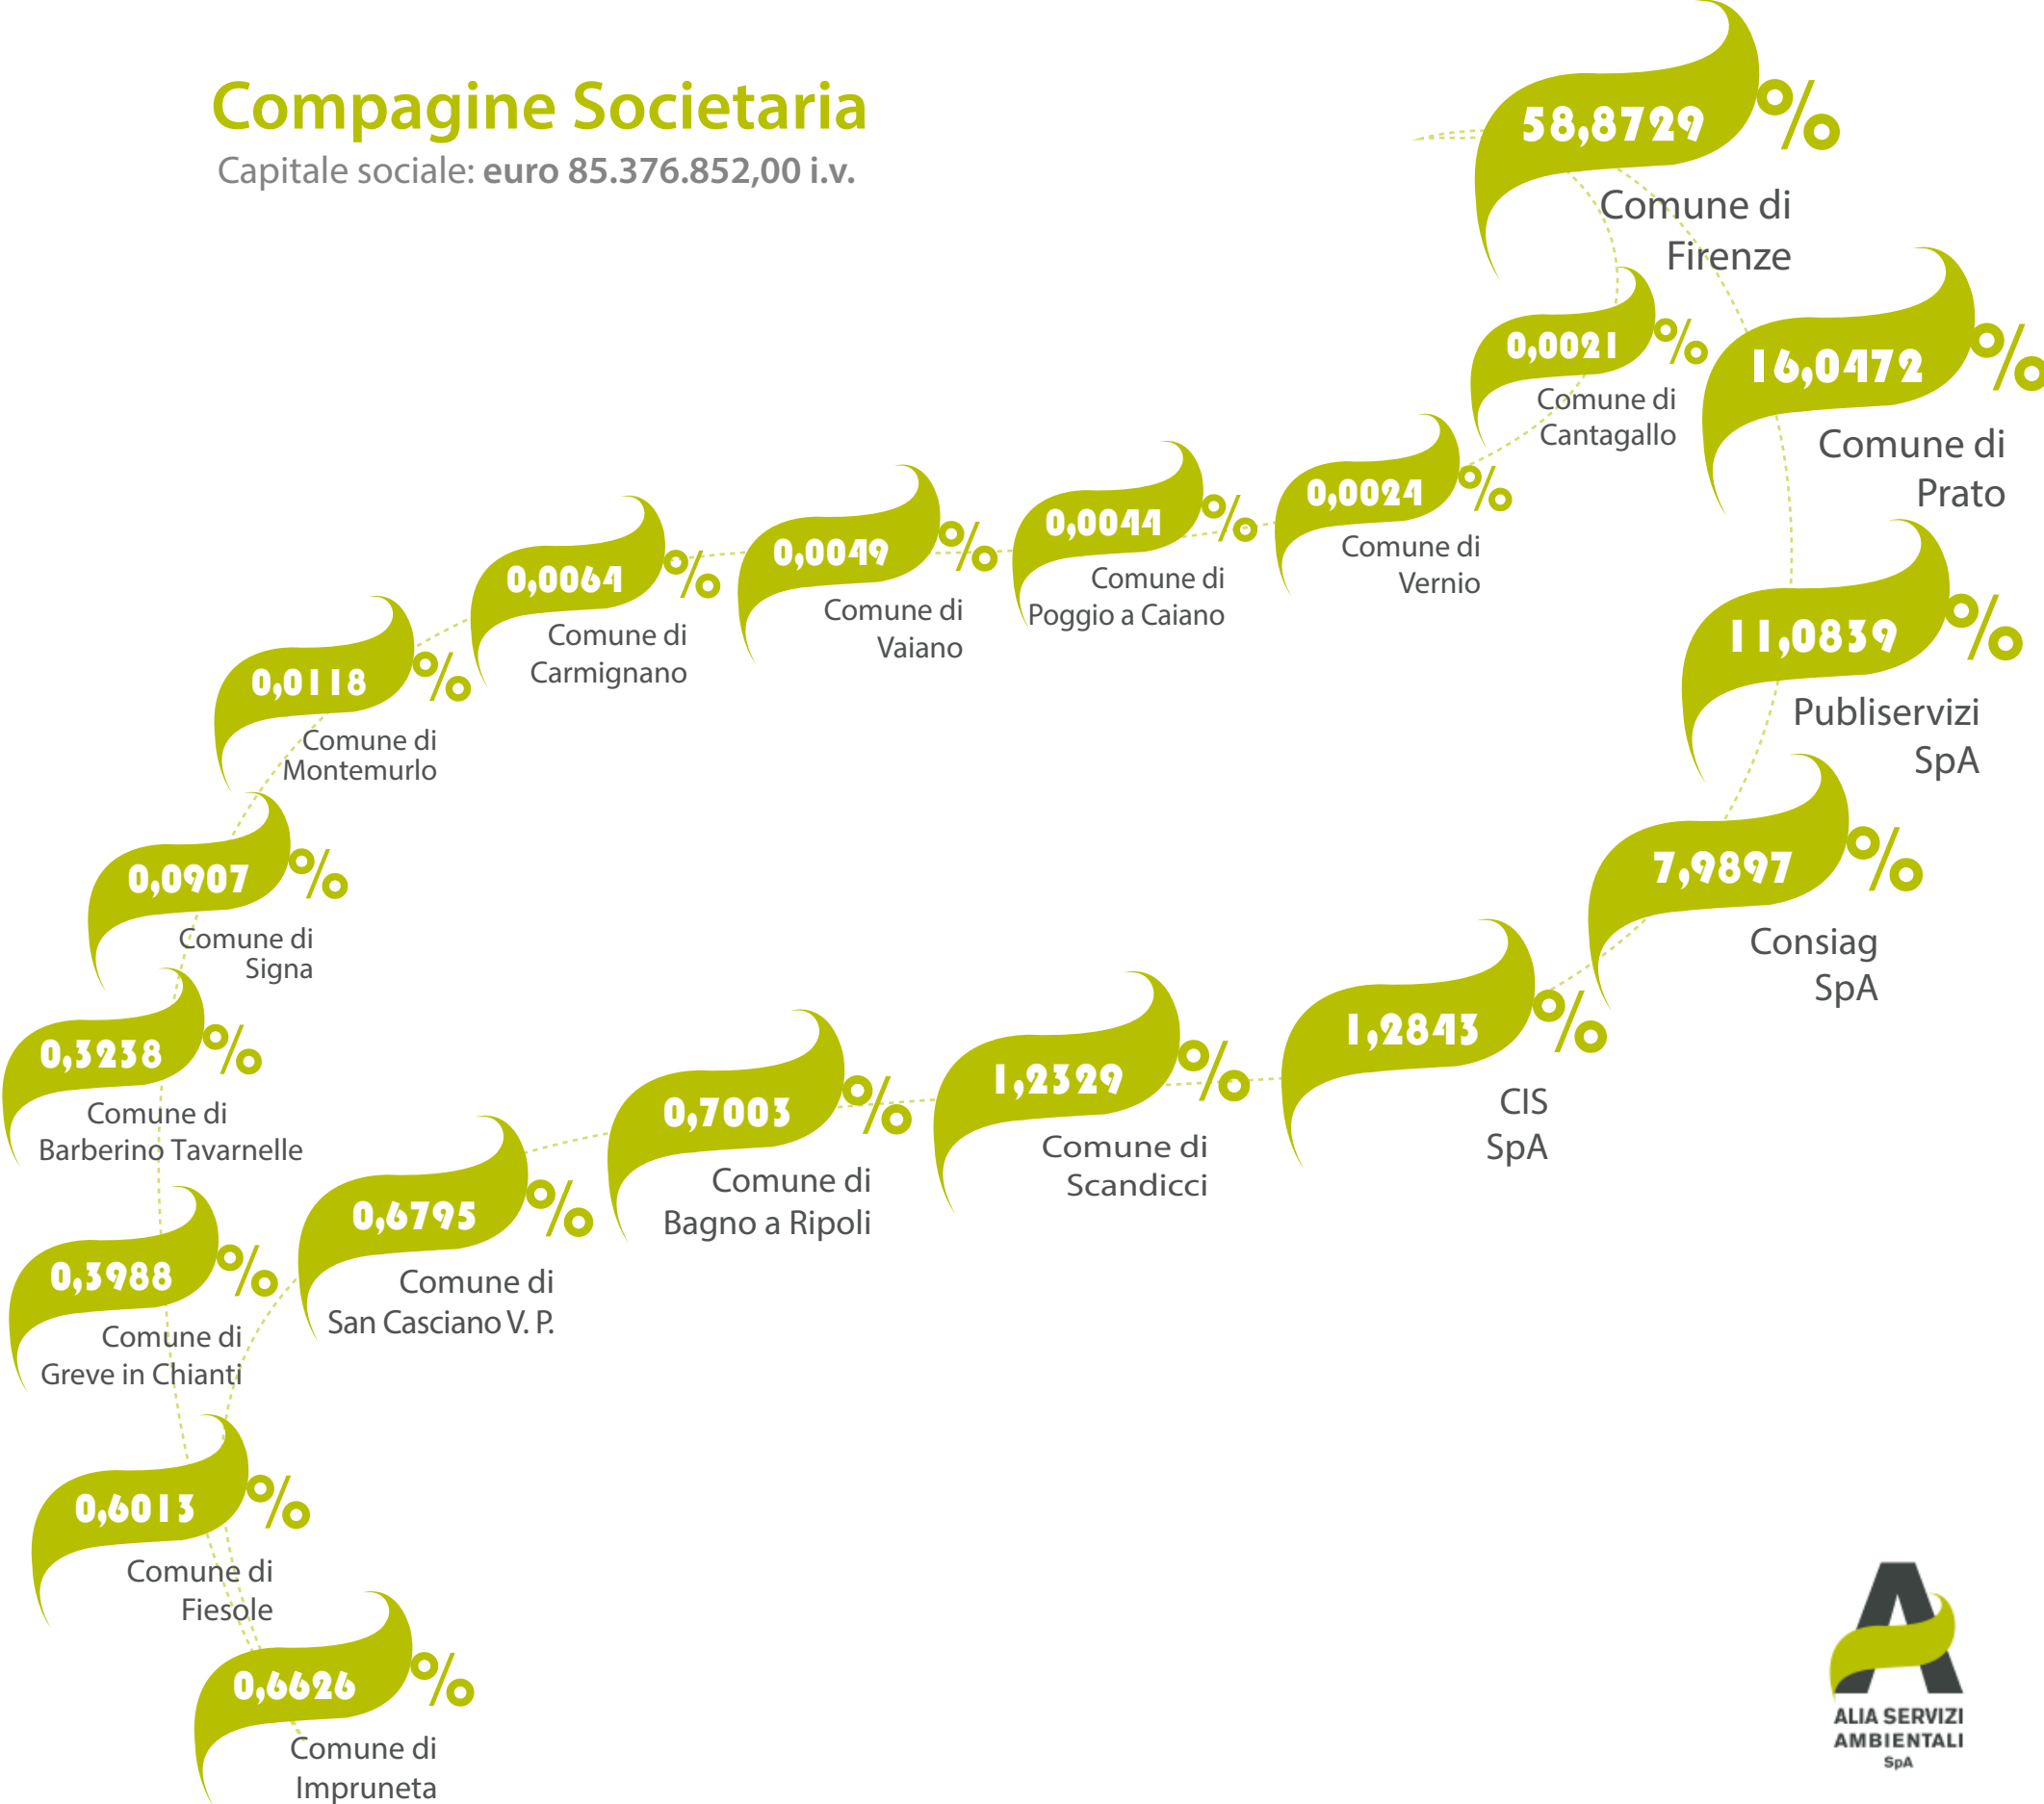 Compagine Societaria
Capitale sociale: euro 85.376.852,00 i.v.
58,8729 %
Comune di
Firenze
16,0472 %
Comune di
Prato
11,0839 %
Publiservizi
SpA
7,9897 %
Consiag
SpA
1,2843 %
CIS
SpA
1,2329 %
Comune di
Scandicci
0,7003 %
Comune di
Bagno a Ripoli
0,6795 %
Comune di
San Casciano V. P.
0,6626 %
Comune di
Impruneta
0,6013 %
Comune di
Fiesole
0,3988 %
Comune di
Greve in Chianti
0,3238 %
Comune di
Barberino Tavarnelle
0,0907 %
Comune di
Signa
0,0118 %
Comune di
Montemurlo
0,0064 %
Comune di
Carmignano
0,0049 %
Comune di
Vaiano
0,0044 %
Comune di
Poggio a Caiano
0,0024 %
Comune di
Vernio
0,0021 %
Comune di
Cantagallo
ALIA SERVIZI
AMBIENTALI
SpA